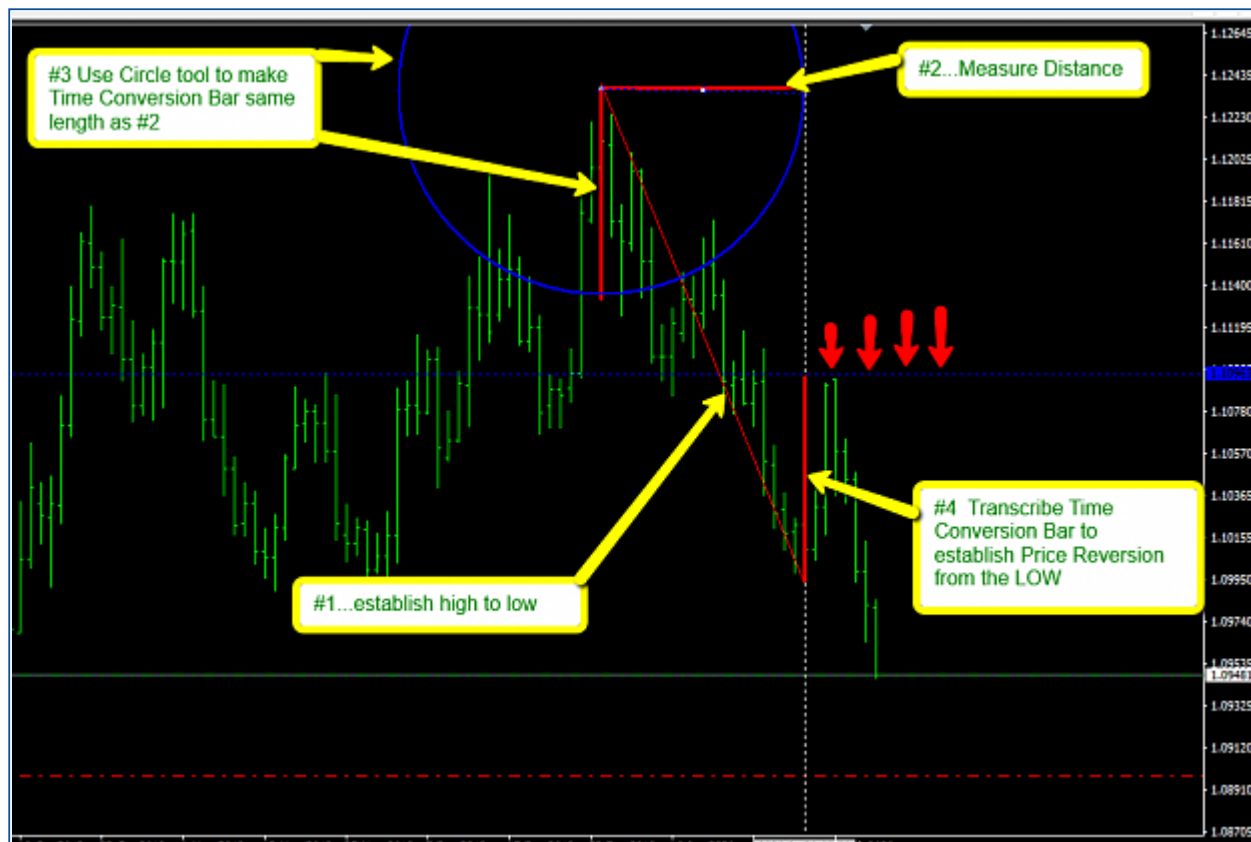 #3 Use Circle tool to make
Time Conversion Bar same
length as #2
#2...Measure Distance
#1...establish high to low
#4  Transcribe Time
Conversion Bar to
establish Price Reversion
from the LOW
1.12645
1.12435
1.12230
1.12025
1.11815
1.11610
1.11400
1.11195
1.10780
1.10570
1.10365
1.10155
1.09950
1.09740
1.09535
1.09481
1.09325
1.09120
1.08910
1.08705